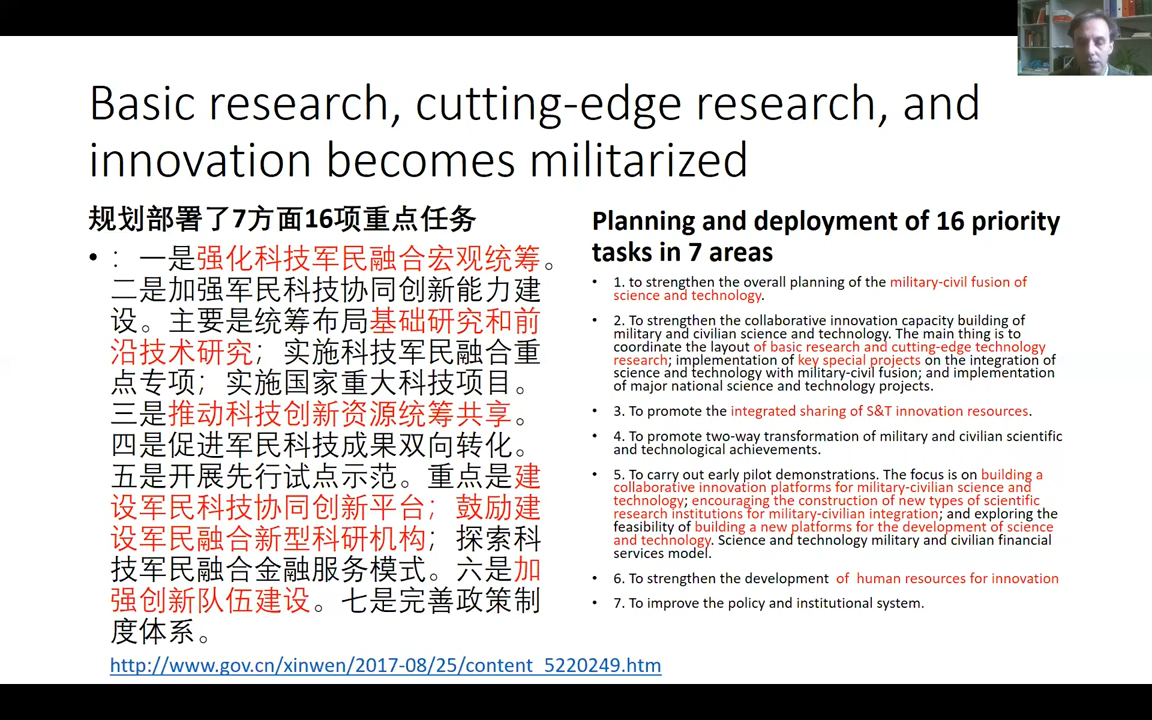 Basic research, cutting-edge research, and
innovation becomes militarized
规划部署了7方面16项重点任务
• ：一是强化科技军民融合宏观统筹。
二是加强军民科技协同创新能力建
设。主要是统筹布局基础研究和前
沿技术研究；实施科技军民融合重
点专项；实施国家重大科技项目。
三是推动科技创新资源统筹共享。
四是促进军民科技成果双向转化。
五是开展先行试点示范。重点是建
设军民科技协同创新平台；鼓励建
设军民融合新型科研机构；探索科
技军民融合金融服务模式。六是加
强创新队伍建设。七是完善政策制
度体系。
http://www.gov.cn/xinwen/2017-08/25/content_5220249.htm
Planning and deployment of 16 priority
tasks in 7 areas
• 1. to strengthen the overall planning of the military-civil fusion of
science and technology.
• 2. To strengthen the collaborative innovation capacity building of
military and civilian science and technology. The main thing is to
coordinate the layout of basic research and cutting-edge technology
research; implementation of key special projects on the integration of
science and technology with military-civil fusion; and implementation
of major national science and technology projects.
• 3. To promote the integrated sharing of S&T innovation resources.
• 4. To promote two-way transformation of military and civilian scientific
and technological achievements.
• 5. To carry out early pilot demonstrations. The focus is on building a
collaborative innovation platforms for military-civilian science and
technology; encouraging the construction of new types of scientific
research institutions for military-civilian integration; and exploring the
feasibility of building a new platforms for the development of science
and technology. Science and technology military and civilian financial
services model.
• 6. To strengthen the development of human resources for innovation
• 7. To improve the policy and institutional system.